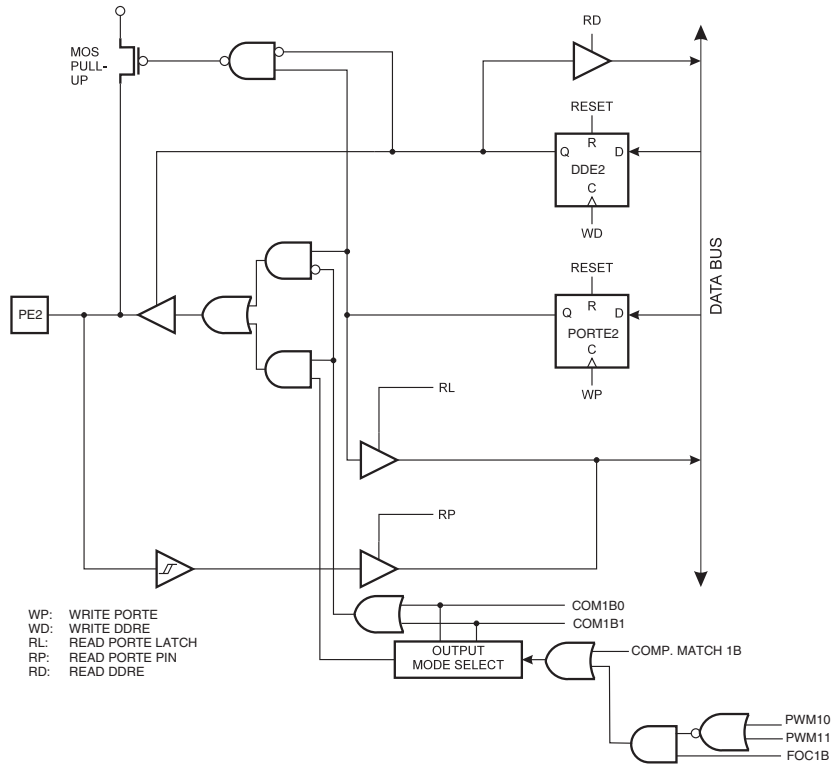 RD
MOS
PULL-
UP
RESET
R
Q
D
DDE2
C
WD
DATA BUS
RESET
R
Q
D
PORTE2
C
WP
PE2
RL
RP
WP: WRITE PORTE
WD: WRITE DDRE
RL: READ PORTE LATCH
RP: READ PORTE PIN
RD: READ DDRE
COM1B0
COM1B1
OUTPUT
MODE SELECT
COMP. MATCH 1B
PWM10
PWM11
FOC1B